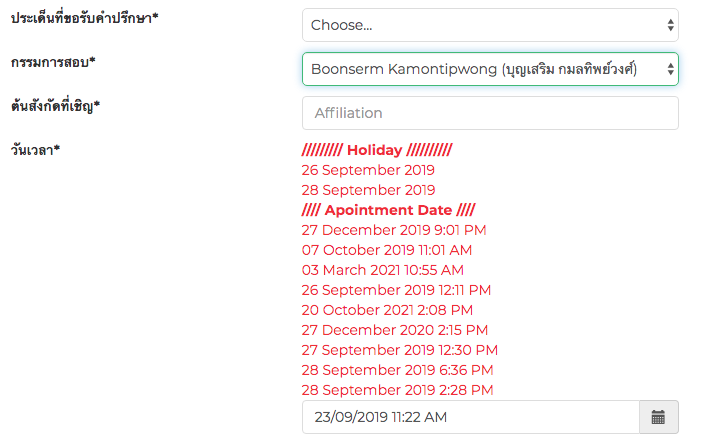 ประเด็นที่ขอรับคำปรึกษา*
Choose...
กรรมการสอบ*
Boonserm Kamontipwong (บุญเสริม กมลทิพย์วงศ์)
ต้นสังกัดที่เชิญ*
Affiliation
วันเวลา*
///////// Holiday //////////
26 September 2019
28 September 2019
//// Apointment Date ////
27 December 2019 9:01 PM
07 October 2019 11:01 AM
03 March 2021 10:55 AM
26 September 2019 12:11 PM
20 October 2021 2:08 PM
27 December 2020 2:15 PM
27 September 2019 12:30 PM
28 September 2019 6:36 PM
28 September 2019 2:28 PM
23/09/2019 11:22 AM